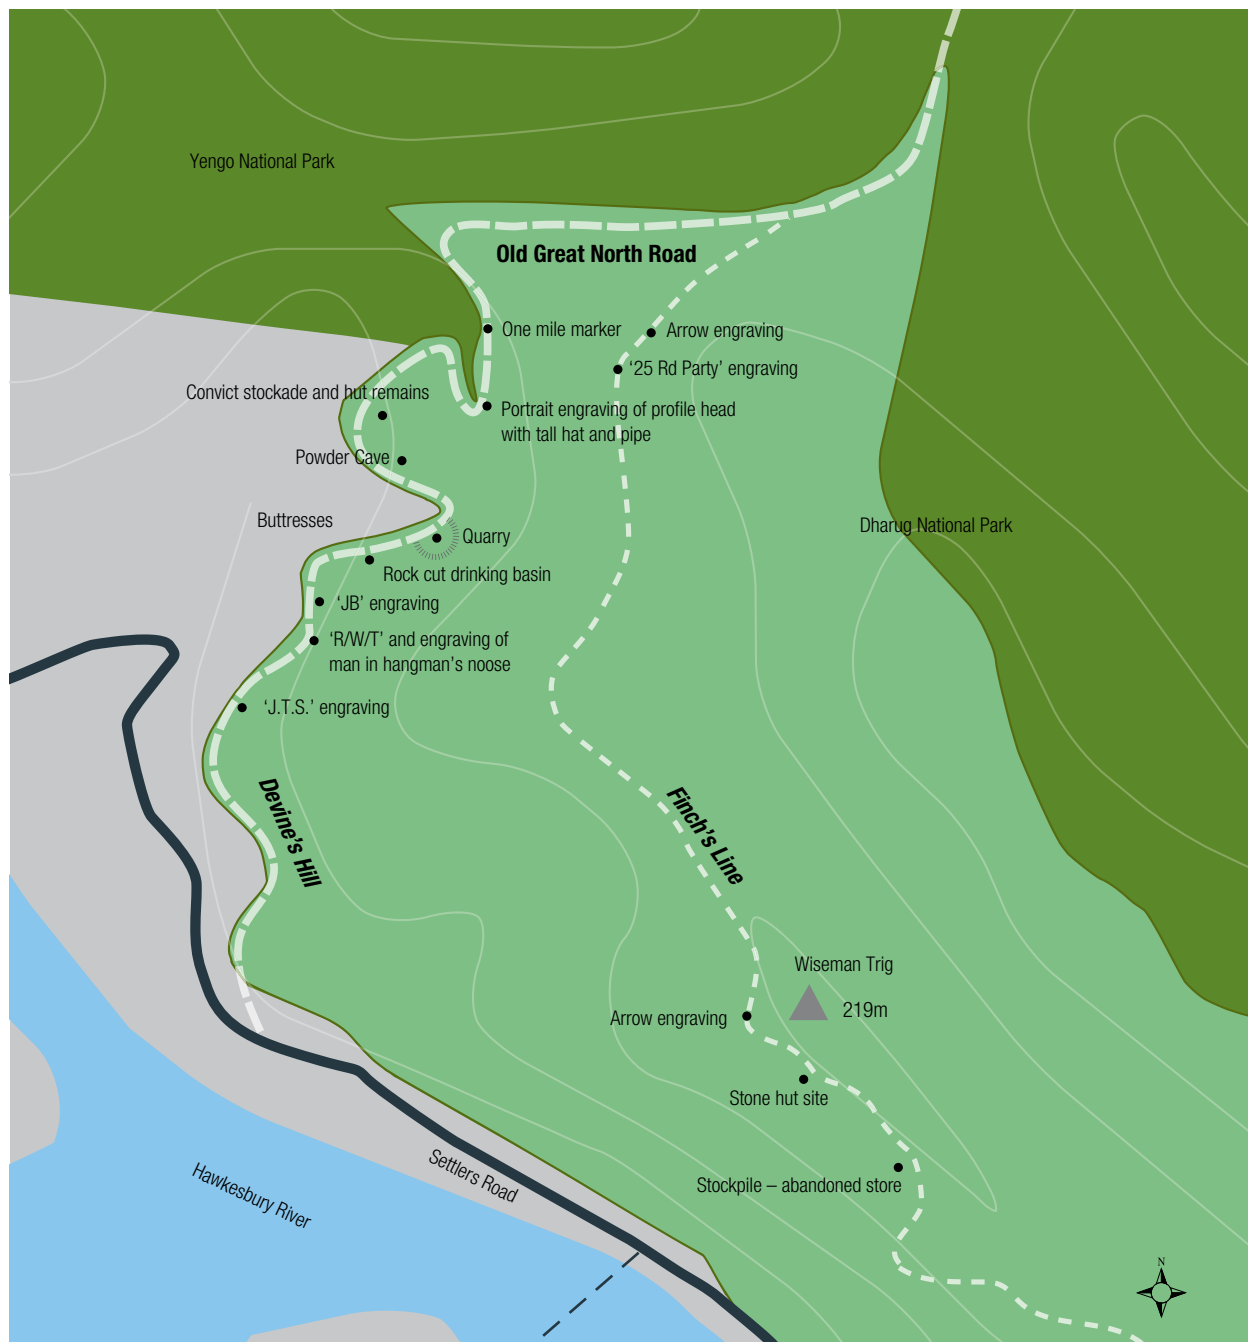 Yengo National Park
Old Great North Road
One mile marker
Arrow engraving
‘25 Rd Party’ engraving
Convict stockade and hut remains
Portrait engraving of profile head
with tall hat and pipe
Powder Cave
Buttresses
Quarry
Dharug National Park
Rock cut drinking basin
‘JB’ engraving
‘R/W/T’ and engraving of
man in hangman’s noose
‘J.T.S.’ engraving
Devine’s Hill
Finch’s Line
Wiseman Trig
219m
Arrow engraving
Stone hut site
Settlers Road
Hawkesbury River
Stockpile – abandoned store
N